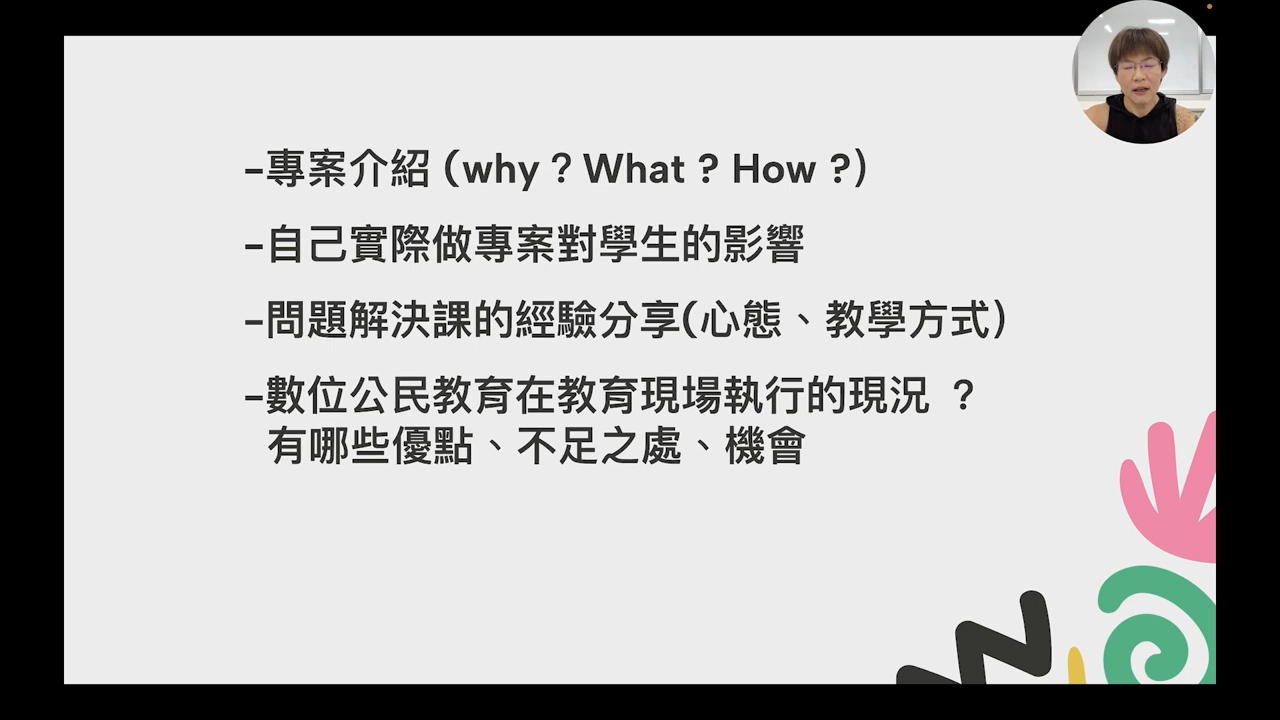 -專案介紹 (why ? What ? How ?)
-自己實際做專案對學生的影響
-問題解決課的經驗分享(心態、教學方式)
-數位公民教育在教育現場執行的現況 ?
有哪些優點、不足之處、機會